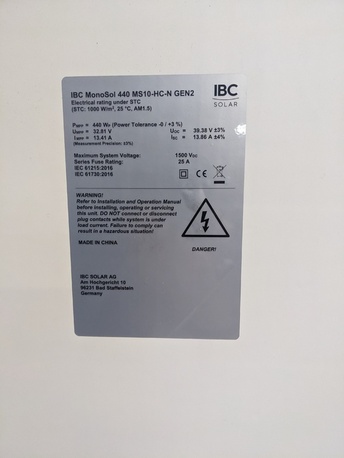 IBC MonoSol 440 MS10-HC-N GEN2
Electrical rating under STC
(STC: 1000 W/m², 25 °C, AM1.5)
IBC
SOLAR
PMPP = 440 Wp (Power Tolerance -0 / +3 %)
UMPP = 32.81 V
UOC = 39.38 V ±3%
IMPP = 13.41 A
ISC = 13.86 A ±4%
(Measurement Precision: ±5%)
Maximum System Voltage: 1500 VDC
Series Fuse Rating: 25 A
IEC 61215:2016
IEC 61730:2016
CE
WARNING!
Refer to Installation and Operation Manual
before installing, operating or servicing
this unit. DO NOT connect or disconnect
plug contacts while system is under
load current. Failure to comply can
result in a hazardous situation!
DANGER!
MADE IN CHINA
IBC SOLAR AG
Am Hochgericht 10
96231 Bad Staffelstein
Germany